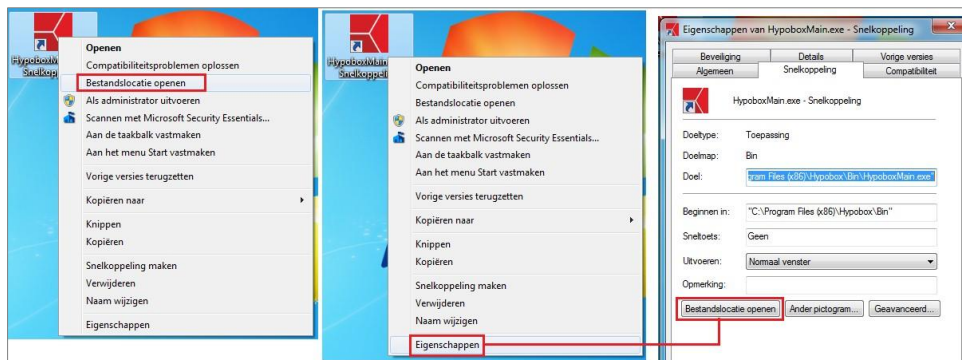 HypoboxMain
Snelkoppeli
Openen
Compatibiliteitsproblemen oplossen
Bestandslocatie openen
Als administrator uitvoeren
Scannen met Microsoft Security Essentials...
Aan de taakbalk vastmaken
Aan het menu Start vastmaken
Vorige versies terugzetten
Kopiëren naar
Knippen
Kopiëren
Snelkoppeling maken
Verwijderen
Naam wijzigen
Eigenschappen
HypoboxMain
Snelkoppeli
Openen
Compatibiliteitsproblemen oplossen
Bestandslocatie openen
Als administrator uitvoeren
Scannen met Microsoft Security Essentials...
Aan de taakbalk vastmaken
Aan het menu Start vastmaken
Vorige versies terugzetten
Kopiëren naar
Knippen
Kopiëren
Snelkoppeling maken
Verwijderen
Naam wijzigen
Eigenschappen
Eigenschappen van HypoboxMain.exe - Snelkoppeling
Beveiliging Details Vorige versies
Algemeen Snelkoppeling Compatibiliteit
HypoboxMain.exe - Snelkoppeling
Doeltype: Toepassing
Doelmap: Bin
Doel: gram Files (x86)\Hypobox\Bin\HypoboxMain.exe"
Beginnen in: "C:\Program Files (x86)\Hypobox\Bin"
Sneltoets: Geen
Uitvoeren: Normaal venster
Opmerking:
Bestandslocatie openen Ander pictogram... Geavanceerd...